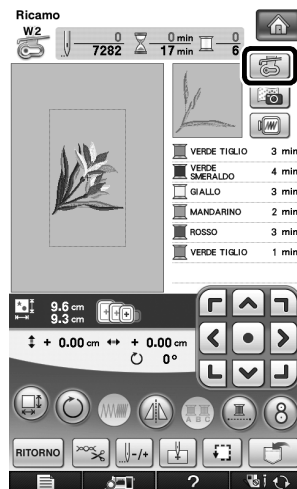 Ricamo
W2
0
7282
0 min
17 min
0
6
VERDE TIGLIO 3 min
VERDE SMERALDO 4 min
GIALLO 3 min
MANDARINO 2 min
ROSSO 3 min
VERDE TIGLIO 1 min
9.6 cm
9.3 cm
+ 0.00 cm + 0.00 cm
0°
A B C
RITORNO
-/+
?